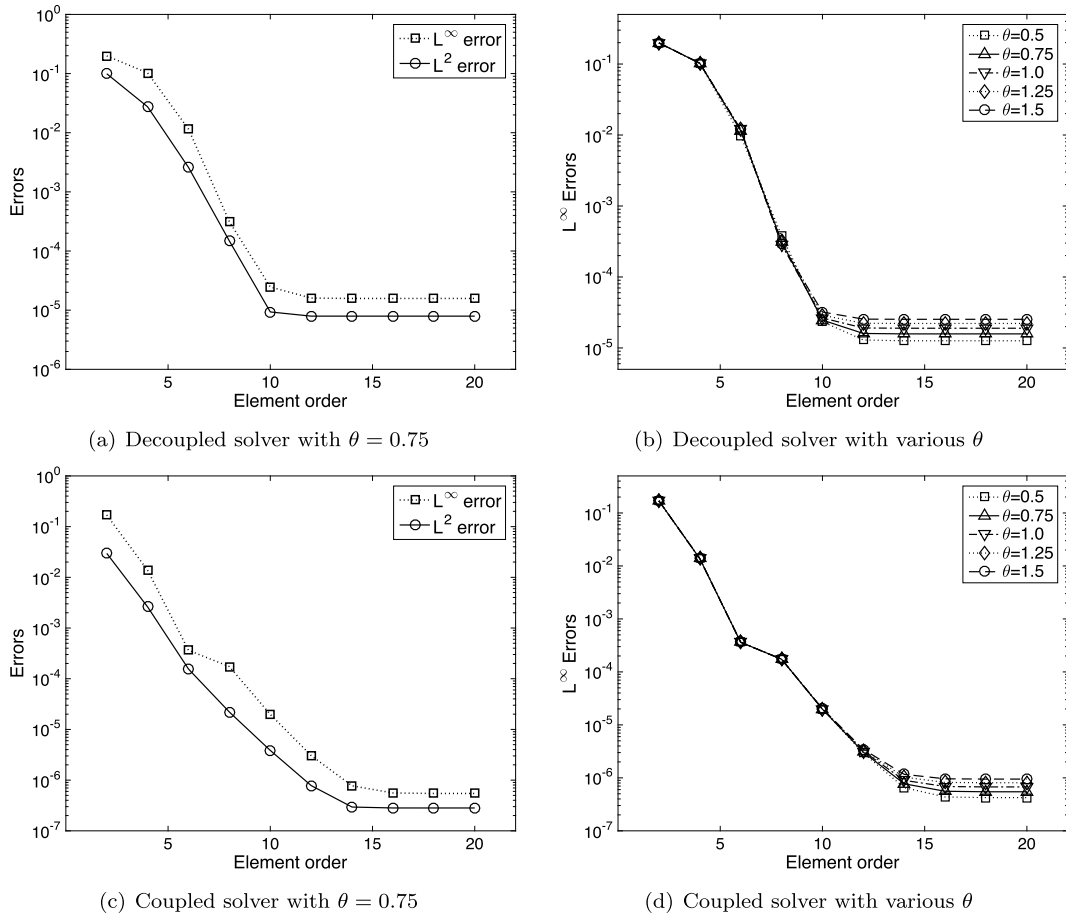 10^0
10^-1
10^-2
10^-3
10^-4
10^-5
10^-6
Errors
5
10
15
20
Element order
L^∞ error
L^2 error
(a) Decoupled solver with θ = 0.75
10^-1
10^-2
10^-3
10^-4
10^-5
L^∞ Errors
5
10
15
20
Element order
θ=0.5
θ=0.75
θ=1.0
θ=1.25
θ=1.5
(b) Decoupled solver with various θ
10^0
10^-1
10^-2
10^-3
10^-4
10^-5
10^-6
10^-7
Errors
5
10
15
20
Element order
L^∞ error
L^2 error
(c) Coupled solver with θ = 0.75
10^-1
10^-2
10^-3
10^-4
10^-5
10^-6
10^-7
L^∞ Errors
5
10
15
20
Element order
θ=0.5
θ=0.75
θ=1.0
θ=1.25
θ=1.5
(d) Coupled solver with various θ